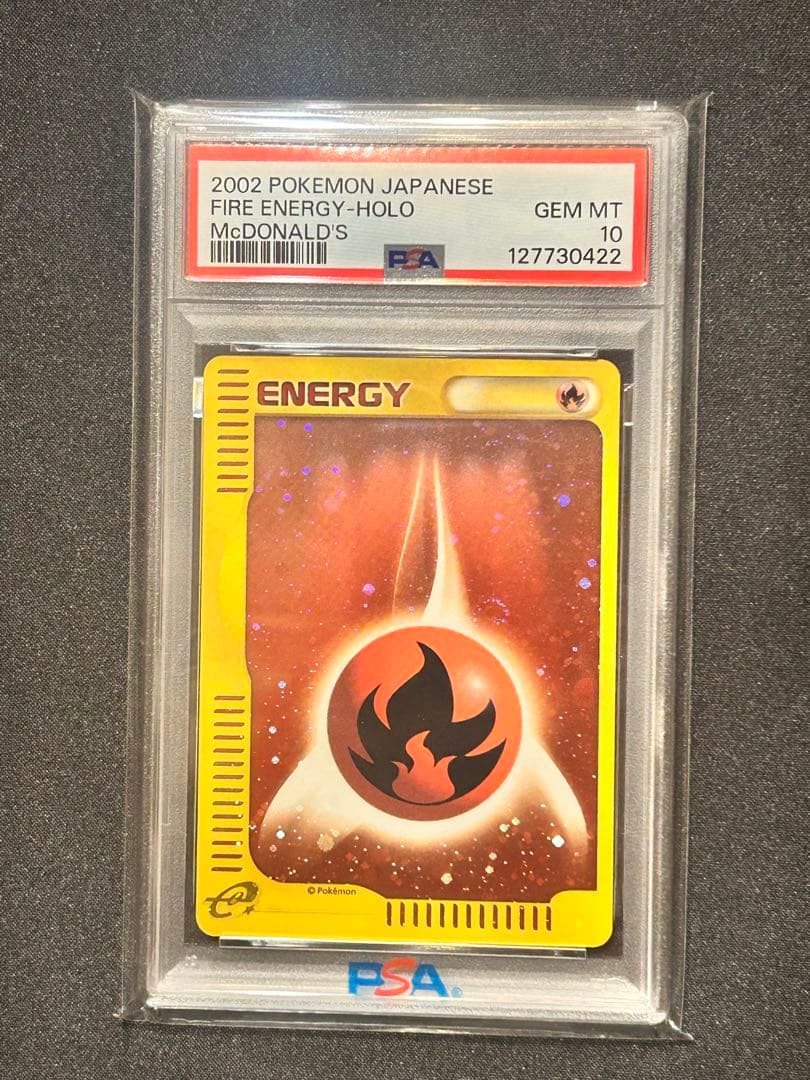 2002 POKEMON JAPANESE
FIRE ENERGY-HOLO GEM MT
McDONALD'S 10
PSA 127730422
ENERGY
© Pokémon
e
PSA®